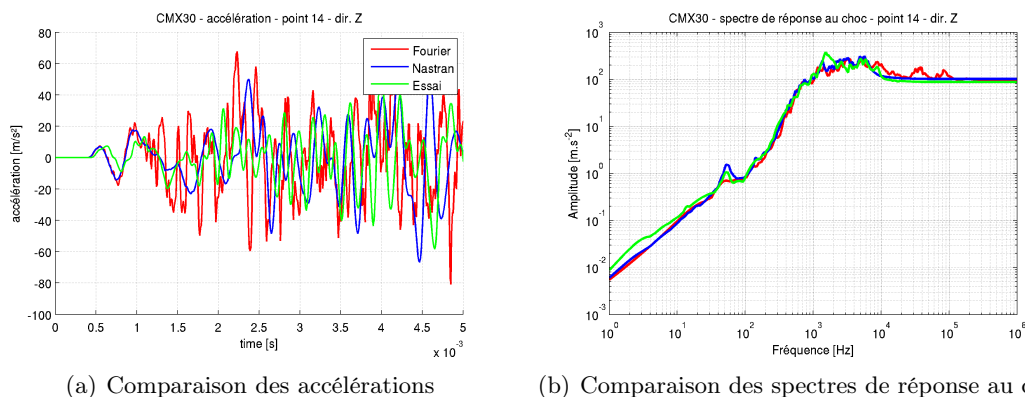 CMX30 - accélération - point 14 - dir. Z
Fourier
Nastran
Essai
accélération [m/s²]
80
60
40
20
0
-20
-40
-60
-80
-100
0
0.5
1
1.5
2
2.5
3
3.5
4
4.5
5
time [s]
x 10⁻³
(a) Comparaison des accélérations
CMX30 - spectre de réponse au choc - point 14 - dir. Z
Amplitude [m.s⁻²]
10³
10²
10¹
10⁰
10⁻¹
10⁻²
10⁻³
10⁰
10¹
10²
10³
10⁴
10⁵
10⁶
Fréquence [Hz]
(b) Comparaison des spectres de réponse au c